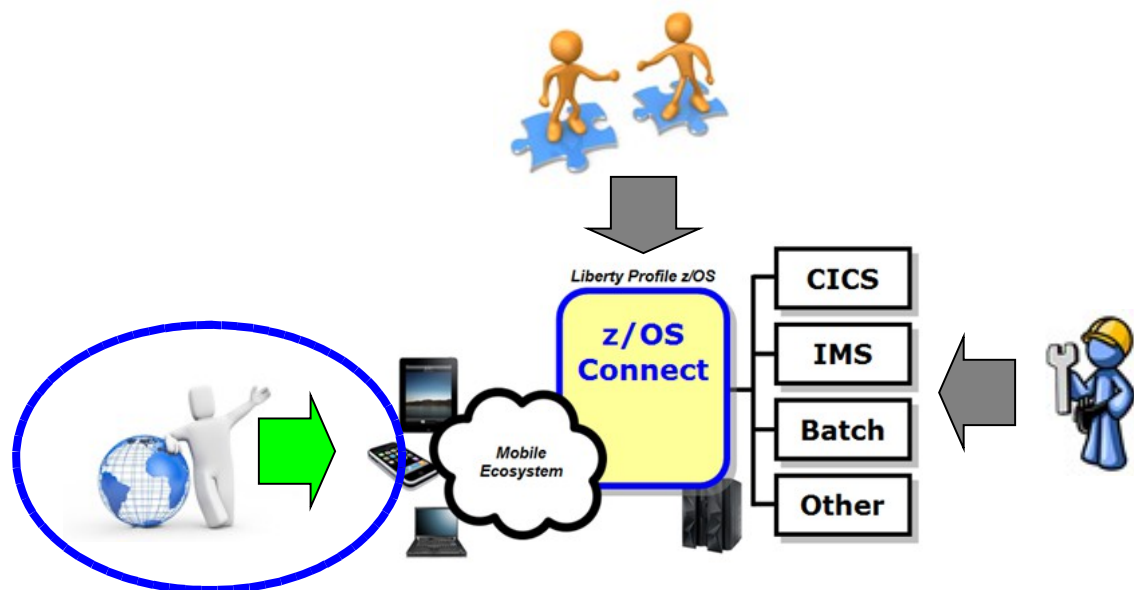 Liberty Profile z/OS
z/OS
Connect
CICS
IMS
Batch
Other
Mobile
Ecosystem